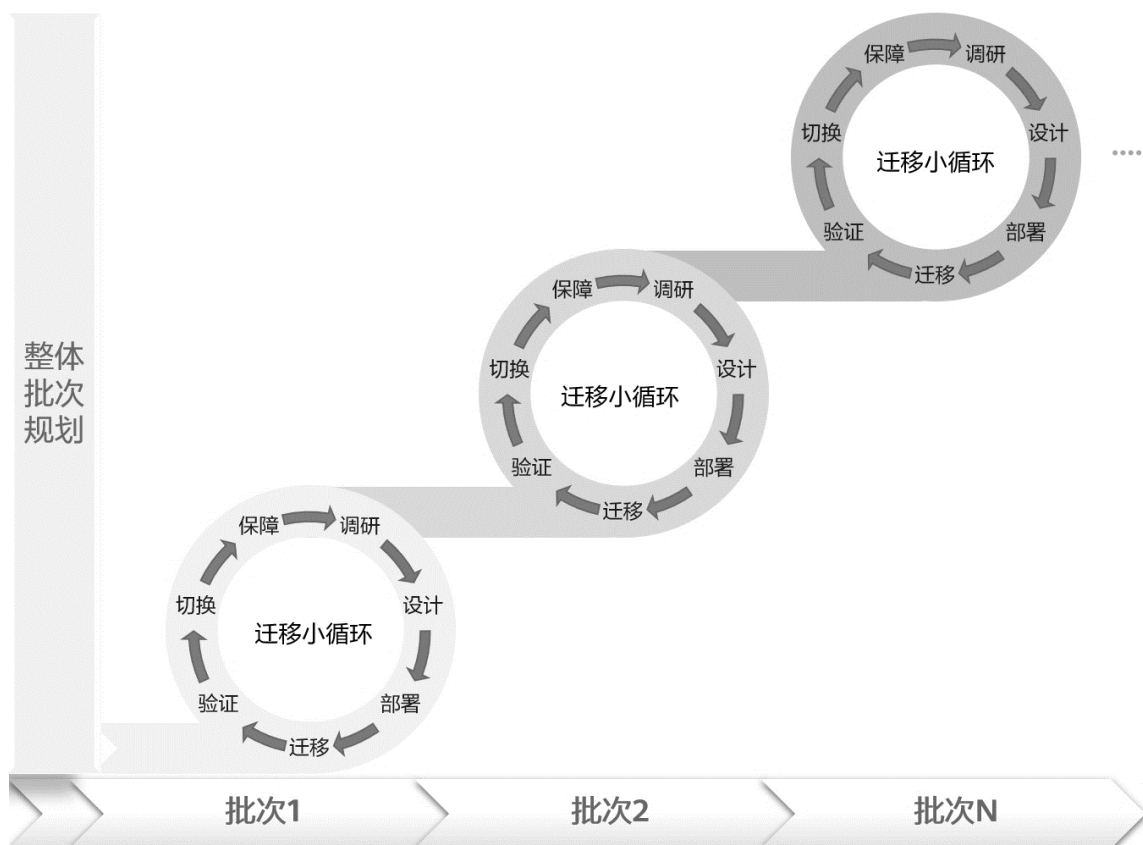 整体
批次
规划
保障
调研
设计
部署
迁移
验证
切换
迁移小循环
保障
调研
设计
部署
迁移
验证
切换
迁移小循环
保障
调研
设计
部署
迁移
验证
切换
迁移小循环
....
批次1
批次2
批次N